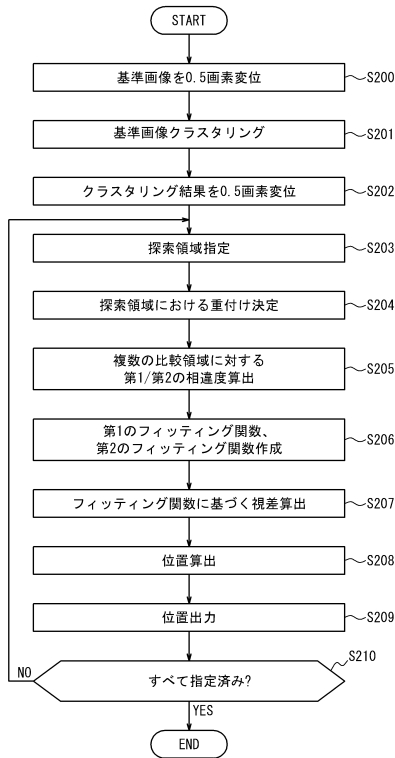 START
基準画像を0.5画素変位
S200
基準画像クラスタリング
S201
クラスタリング結果を0.5画素変位
S202
探索領域指定
S203
探索領域における重付け決定
S204
複数の比較領域に対する
第1/第2の相違度算出
S205
第1のフィッティング関数、
第2のフィッティング関数作成
S206
フィッティング関数に基づく視差算出
S207
位置算出
S208
位置出力
S209
すべて指定済み?
S210
NO
YES
END